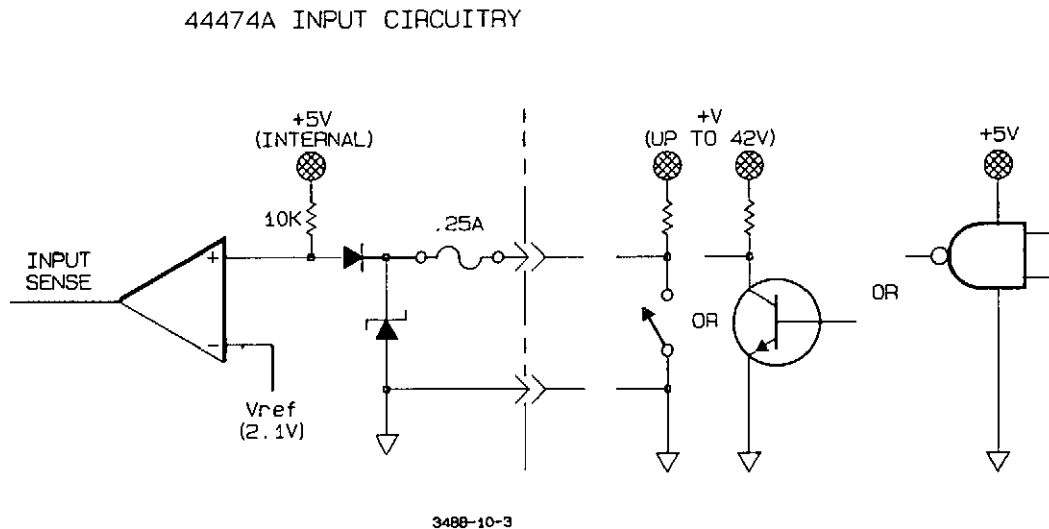 44474A INPUT CIRCUITRY
+5V
(INTERNAL)
+V
(UP TO 42V)
+5V
10K
.25A
INPUT
SENSE
+
OR
OR
−
Vref
(2.1V)
3488-10-3